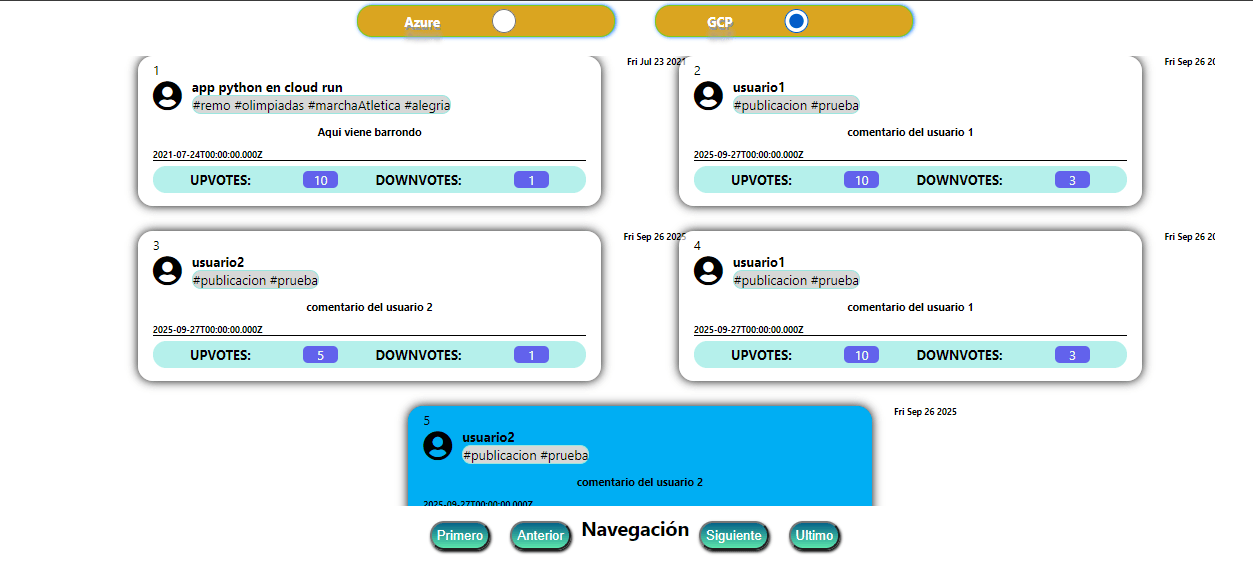 Azure
GCP
1
Fri Jul 23 2021
app python en cloud run
#remo #olimpiadas #marchaAtletica #alegria
Aqui viene barrondo
2021-07-24T00:00:00.000Z
UPVOTES: 10 DOWNVOTES: 1
2
Fri Sep 26
usuario1
#publicacion #prueba
comentario del usuario 1
2025-09-27T00:00:00.000Z
UPVOTES: 10 DOWNVOTES: 3
3
Fri Sep 26 2025
usuario2
#publicacion #prueba
comentario del usuario 2
2025-09-27T00:00:00.000Z
UPVOTES: 5 DOWNVOTES: 1
4
Fri Sep 26
usuario1
#publicacion #prueba
comentario del usuario 1
2025-09-27T00:00:00.000Z
UPVOTES: 10 DOWNVOTES: 3
5
Fri Sep 26 2025
usuario2
#publicacion #prueba
comentario del usuario 2
2025-09-27T00:00:00.000Z
Primero Anterior Navegación Siguiente Ultimo